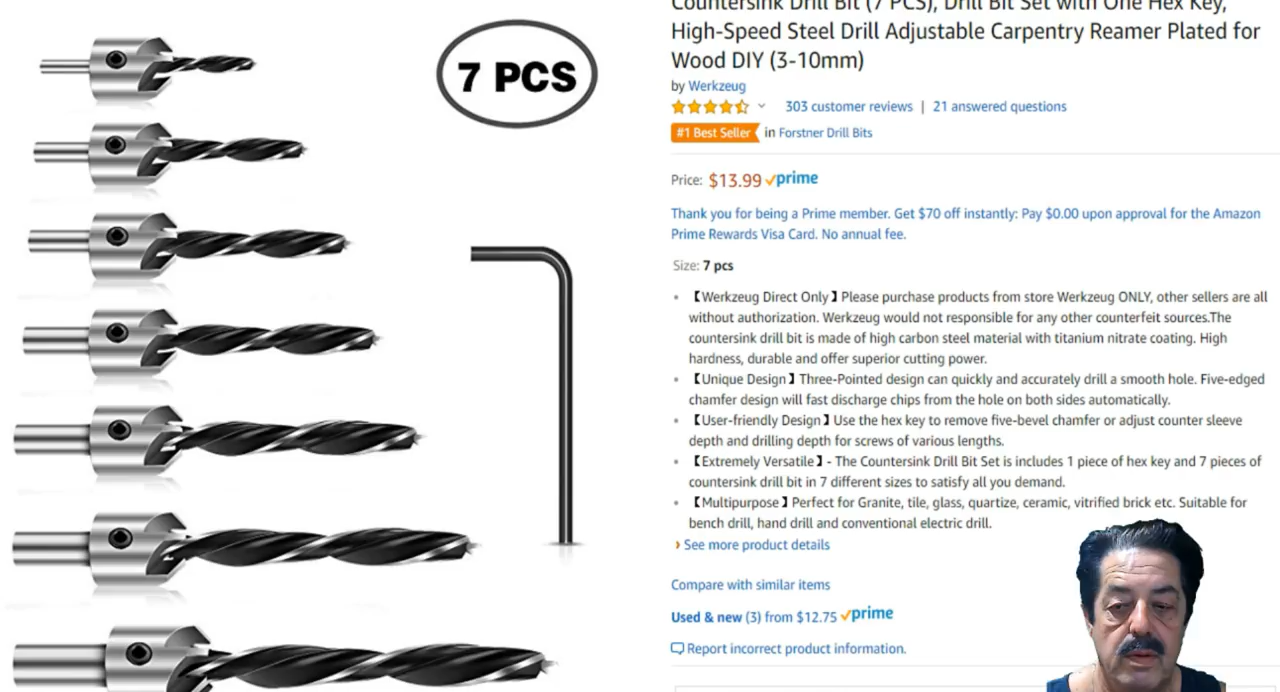 7 PCS
Countersink Drill Bit (7 PCS), Drill Bit Set with One Hex Key,
High-Speed Steel Drill Adjustable Carpentry Reamer Plated for
Wood DIY (3-10mm)
by Werkzeug
303 customer reviews | 21 answered questions
#1 Best Seller in Forstner Drill Bits
Price: $13.99 prime
Thank you for being a Prime member. Get $70 off instantly: Pay $0.00 upon approval for the Amazon
Prime Rewards Visa Card. No annual fee.
Size: 7 pcs
【Werkzeug Direct Only】Please purchase products from store Werkzeug ONLY, other sellers are all
without authorization. Werkzeug would not responsible for any other counterfeit sources.The
countersink drill bit is made of high carbon steel material with titanium nitrate coating. High
hardness, durable and offer superior cutting power.
【Unique Design】Three-Pointed design can quickly and accurately drill a smooth hole. Five-edged
chamfer design will fast discharge chips from the hole on both sides automatically.
【User-friendly Design】Use the hex key to remove five-bevel chamfer or adjust counter sleeve
depth and drilling depth for screws of various lengths.
【Extremely Versatile】- The Countersink Drill Bit Set is includes 1 piece of hex key and 7 pieces of
countersink drill bit in 7 different sizes to satisfy all you demand.
【Multipurpose】Perfect for Granite, tile, glass, quartize, ceramic, vitrified brick etc. Suitable for
bench drill, hand drill and conventional electric drill.
› See more product details
Compare with similar items
Used & new (3) from $12.75 prime
Report incorrect product information.